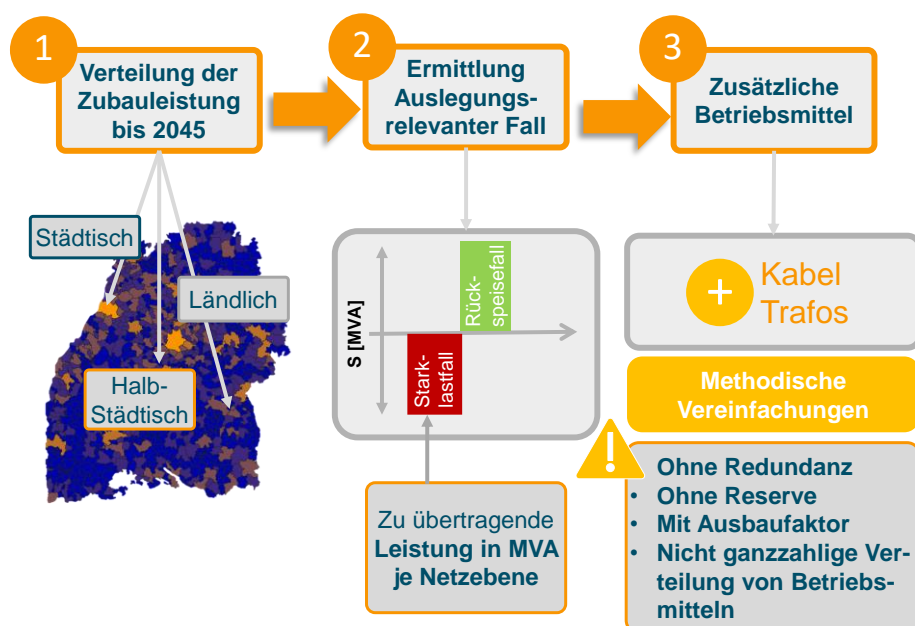 1
Verteilung der
Zubauleistung
bis 2045
2
Ermittlung
Auslegungs-
relevanter Fall
3
Zusätzliche
Betriebsmittel
Städtisch
Ländlich
Halb-
Städtisch
S [MVA]
Rück-
speisefall
Stark-
lastfall
Zu übertragende
Leistung in MVA
je Netzebene
+
Kabel
Trafos
Methodische
Vereinfachungen
!
Ohne Redundanz
• Ohne Reserve
• Mit Ausbaufaktor
• Nicht ganzzahlige Ver-
teilung von Betriebs-
mitteln